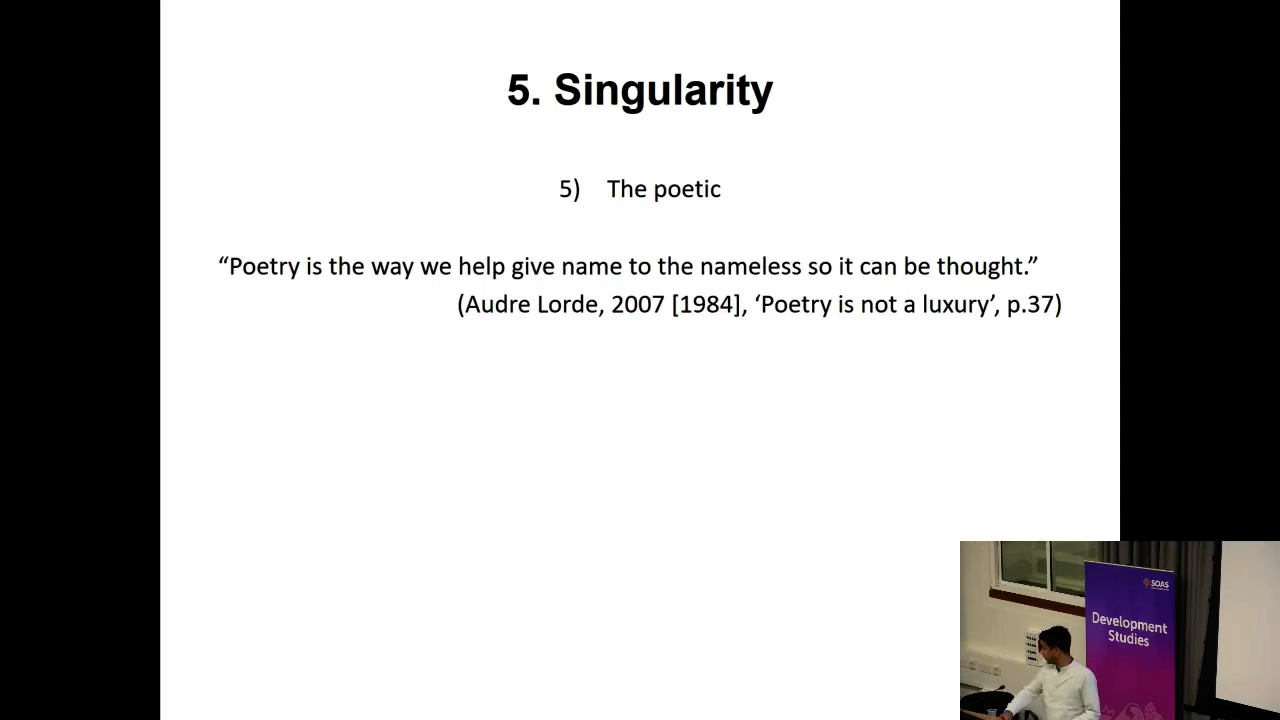 5. Singularity
5) The poetic
“Poetry is the way we help give name to the nameless so it can be thought.”
(Audre Lorde, 2007 [1984], ‘Poetry is not a luxury’, p.37)
SOAS
Development
Studies